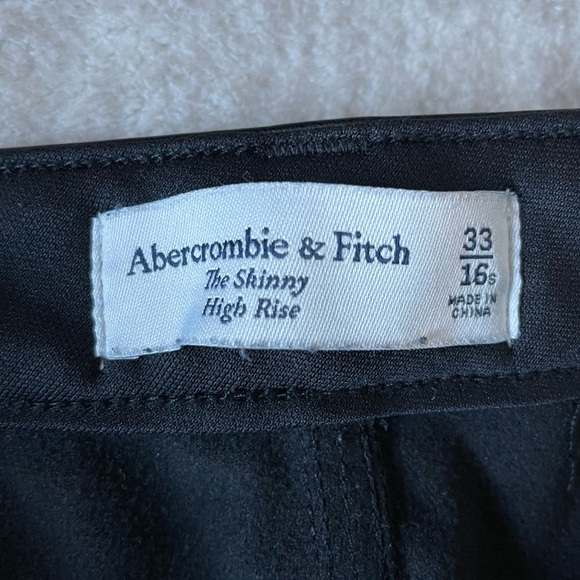 Abercrombie & Fitch
The Skinny
High Rise
33
16s
MADE IN
CHINA